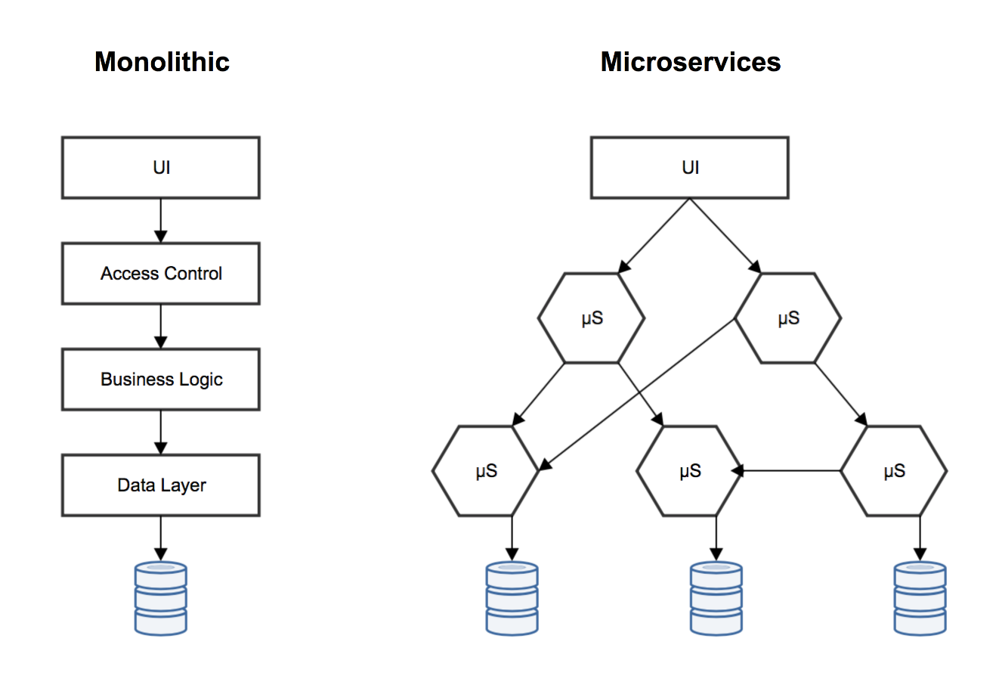 Monolithic
UI
Access Control
Business Logic
Data Layer
Microservices
UI
µS
µS
µS
µS
µS